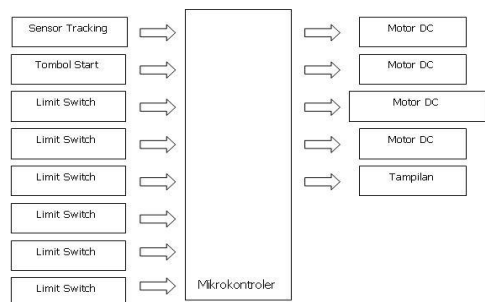 Sensor Tracking
Tombol Start
Limit Switch
Limit Switch
Limit Switch
Limit Switch
Limit Switch
Limit Switch
Mikrokontroler
Motor DC
Motor DC
Motor DC
Motor DC
Tampilan